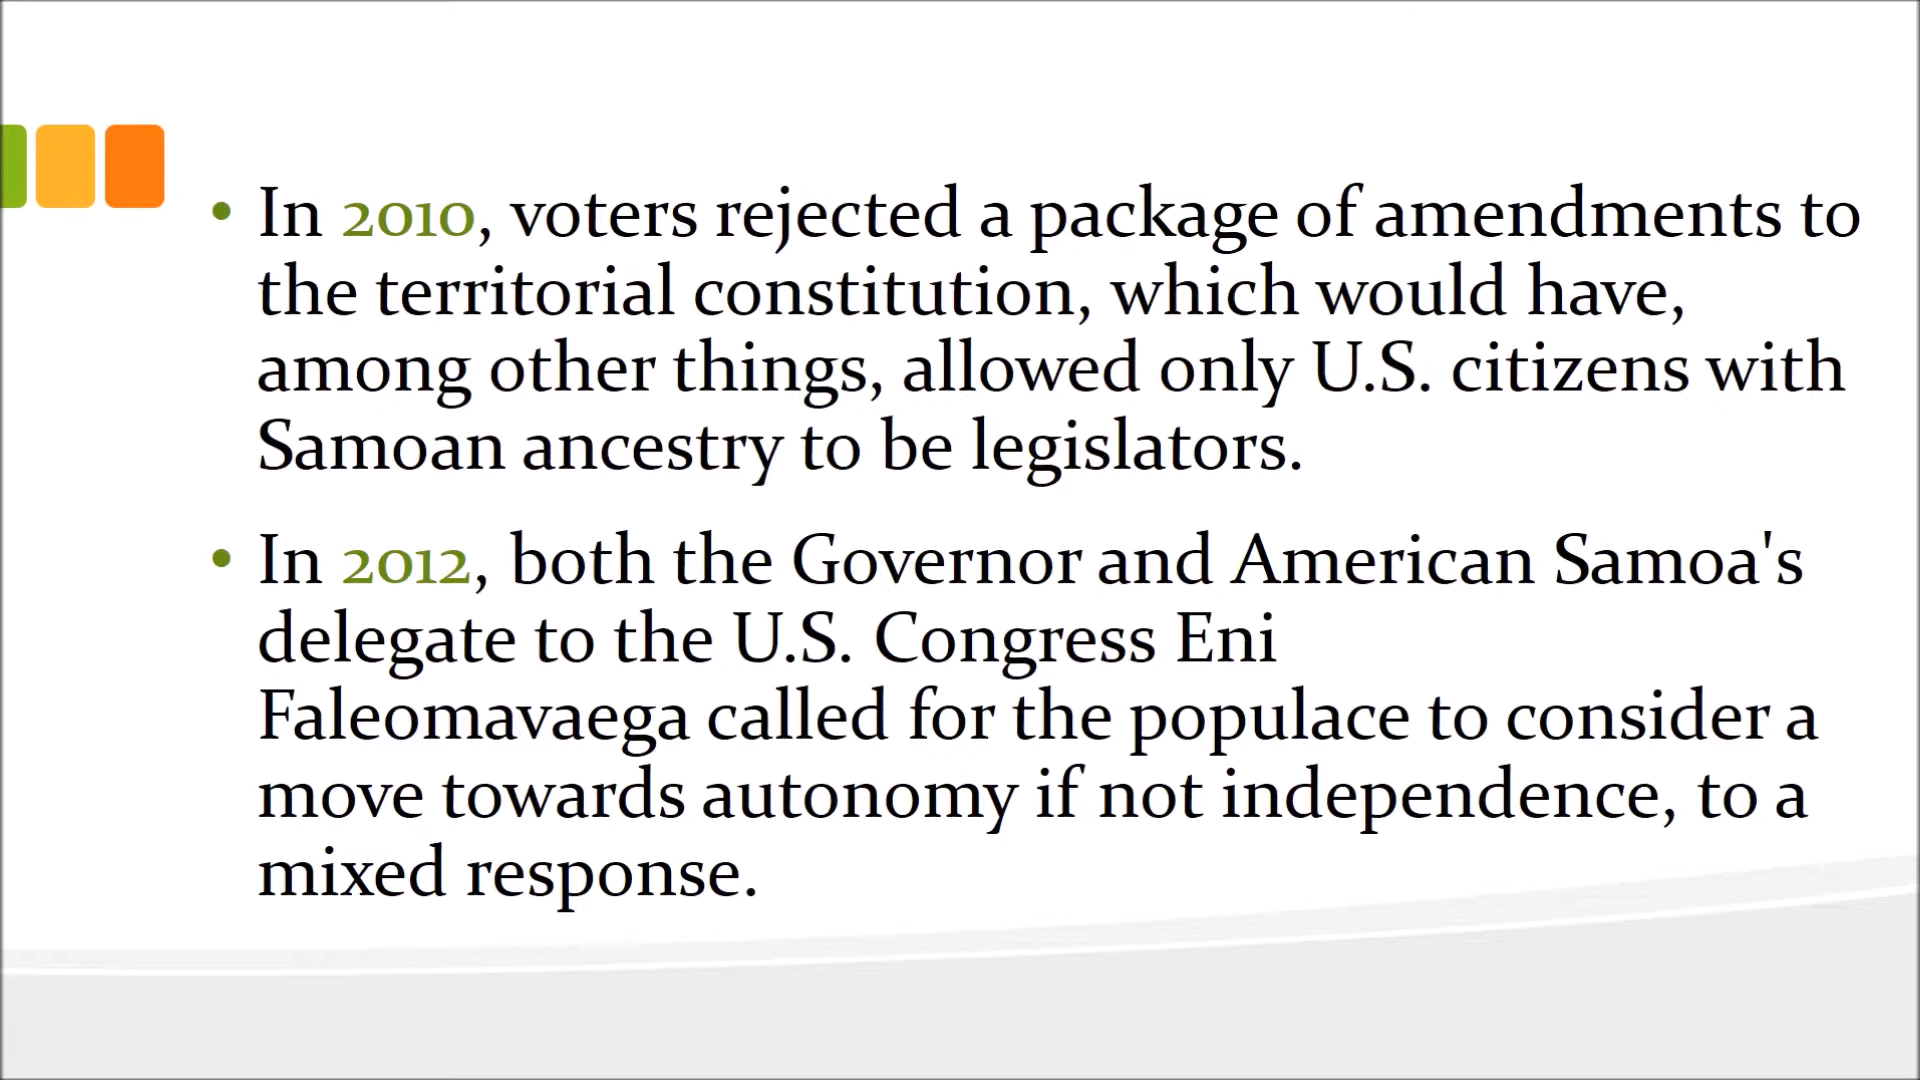 • In 2010, voters rejected a package of amendments to
the territorial constitution, which would have,
among other things, allowed only U.S. citizens with
Samoan ancestry to be legislators.
• In 2012, both the Governor and American Samoa's
delegate to the U.S. Congress Eni
Faleomavaega called for the populace to consider a
move towards autonomy if not independence, to a
mixed response.